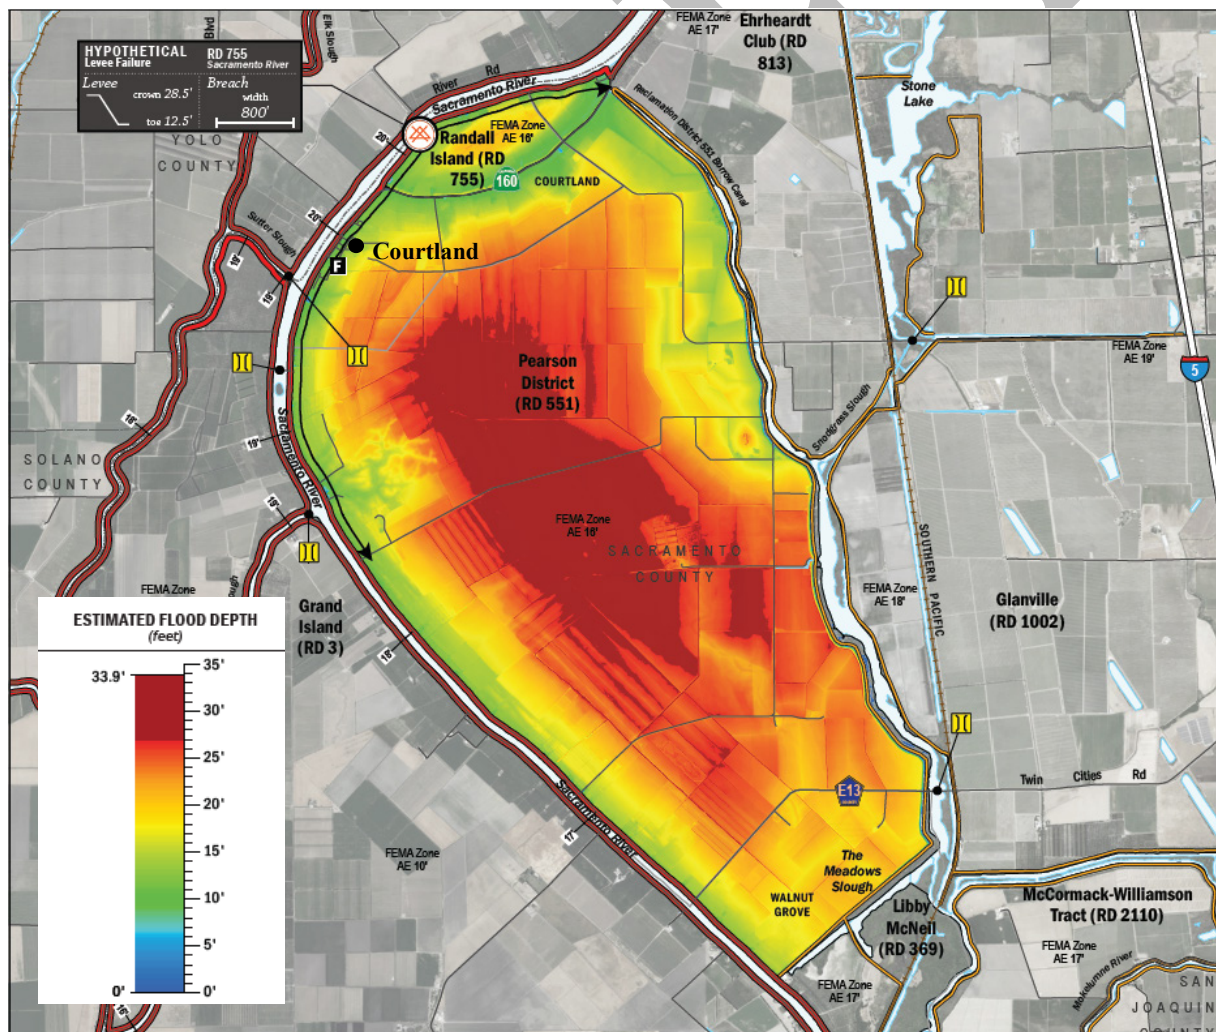 HYPOTHETICAL
Levee Failure
RD 755
Sacramento River
Levee
crown 28.5'
toe 12.5'
Breach
width
800'
Blvd
Elk Slough
FEMA Zone
AE 17'
Ehrheardt
Club (RD
813)
River Rd
Sacramento River
Stone
Lake
YOLO
COUNTY
20'
FEMA Zone
AE 16'
Randall
Island (RD
755)
160
COURTLAND
Reclamation District 551 Borrow Canal
20'
Sutter Slough
Courtland
F
19'
19'
FEMA Zone
AE 19'
5
Pearson
District
(RD 551)
Snodgrass Slough
18'
Sacramento River
19'
SOLANO
COUNTY
19'
FEMA Zone
AE 16'
SACRAMENTO
COUNTY
SOUTHERN PACIFIC
FEMA Zone
AE 18'
Glanville
(RD 1002)
FEMA Zone
Grand
Island
(RD 3)
18'
ESTIMATED FLOOD DEPTH
(feet)
33.9'
35'
30'
25'
20'
15'
10'
5'
0'
0'
16'
Twin Cities Rd
E13
Sacramento River
17'
FEMA Zone
AE 10'
The
Meadows
Slough
WALNUT
GROVE
Libby
McNeil
(RD 369)
McCormack-Williamson
Tract (RD 2110)
FEMA Zone
AE 17'
FEMA Zone
AE 17'
Mokelumne River
SAN
JOAQUIN